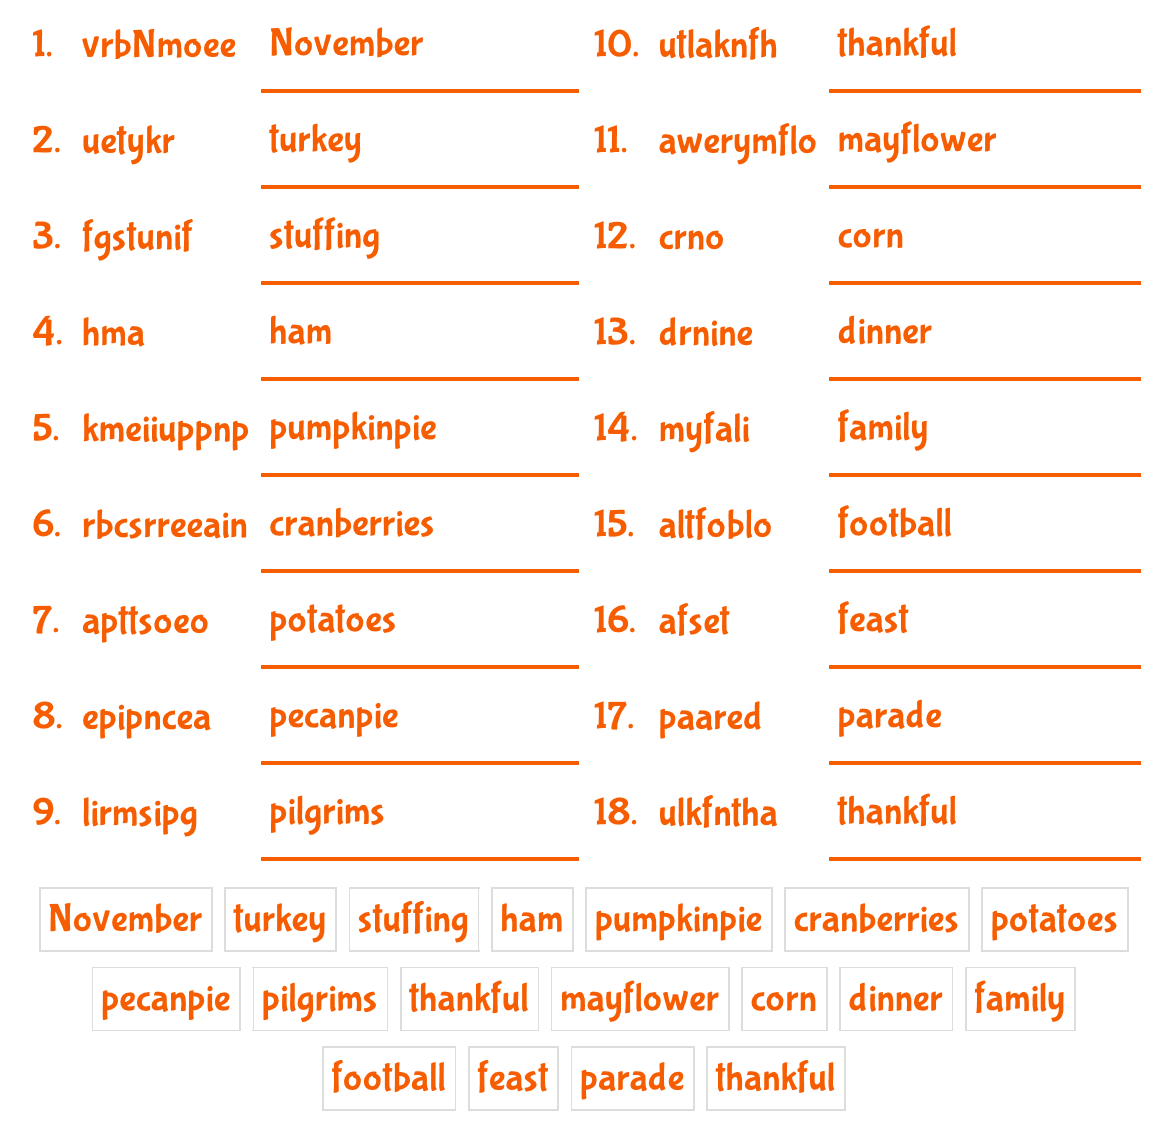 1. vrbNmoee November
2. uetykr turkey
3. fgstunif stuffing
4. hma ham
5. kmeiiuppnp pumpkinpie
6. rbcsrreeain cranberries
7. apttsoeo potatoes
8. epipncea pecanpie
9. lirmsipg pilgrims
10. utlaknfh thankful
11. awerymflo mayflower
12. crno corn
13. drnine dinner
14. myfali family
15. altfoblo football
16. afset feast
17. paared parade
18. ulkfntha thankful
November turkey stuffing ham pumpkinpie cranberries potatoes
pecanpie pilgrims thankful mayflower corn dinner family
football feast parade thankful